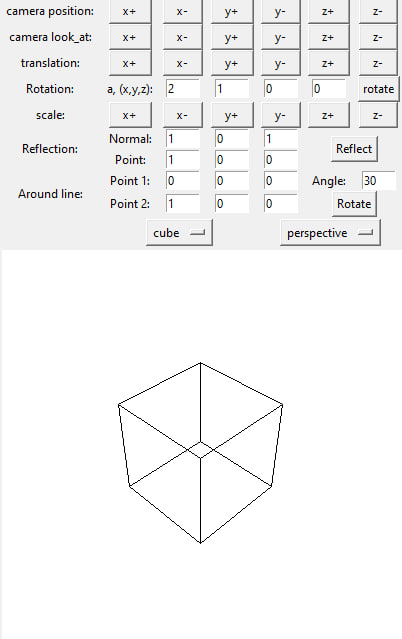 camera position: x+ x- y+ y- z+ z-
camera look_at: x+ x- y+ y- z+ z-
translation: x+ x- y+ y- z+ z-
Rotation: a, (x,y,z): 2 1 0 0 rotate
scale: x+ x- y+ y- z+ z-
Reflection: Normal: 1 0 1 Reflect
Point: 1 0 0
Around line: Point 1: 0 0 0 Angle: 30
Point 2: 1 0 0 Rotate
cube perspective